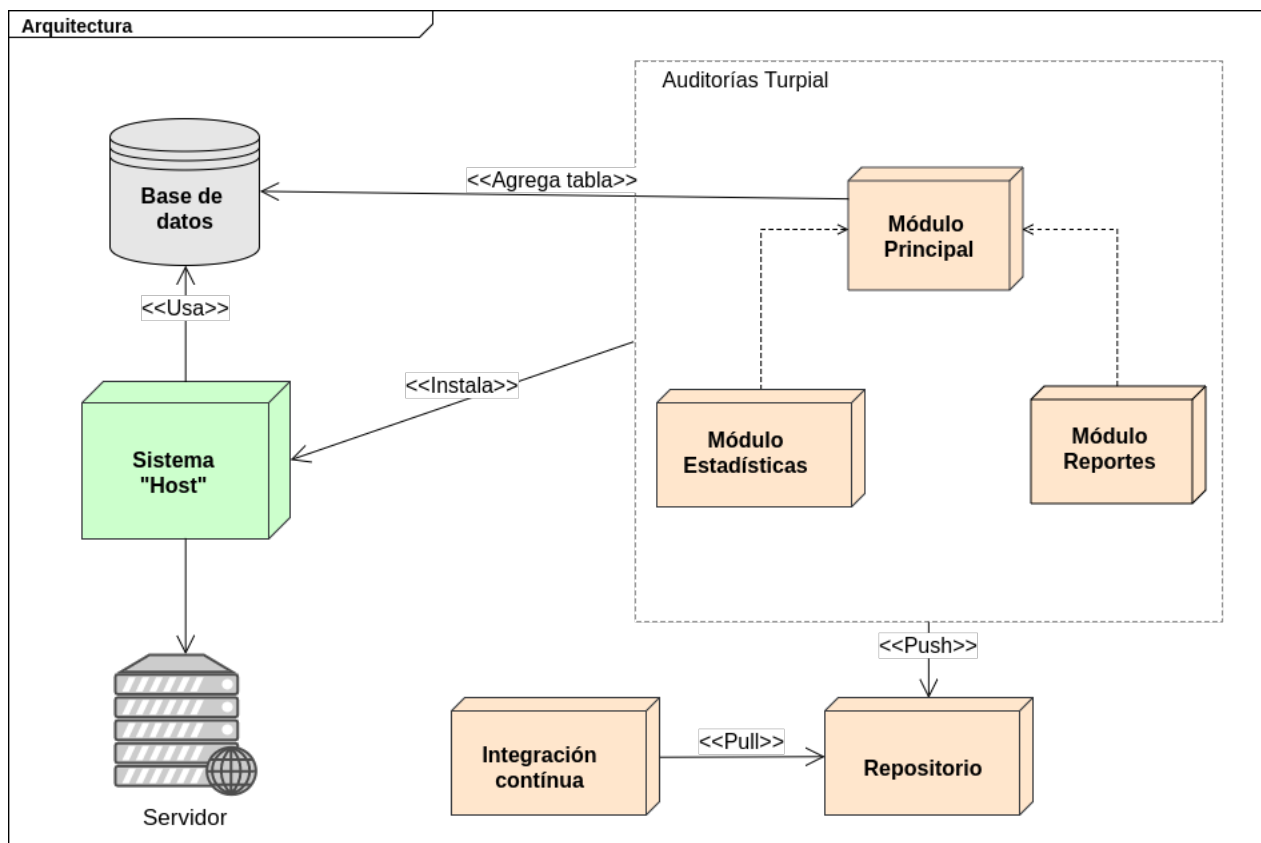 Arquitectura
Auditorías Turpial
Base de
datos
<<Agrega tabla>>
Módulo
Principal
<<Usa>>
<<Instala>>
Sistema
"Host"
Módulo
Estadísticas
Módulo
Reportes
<<Push>>
Integración
contínua
<<Pull>>
Repositorio
Servidor